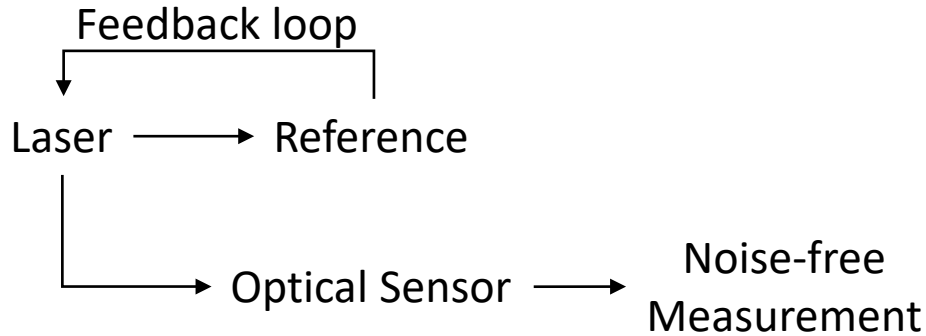 Feedback loop
Laser
Reference
Optical Sensor
Noise-free
Measurement